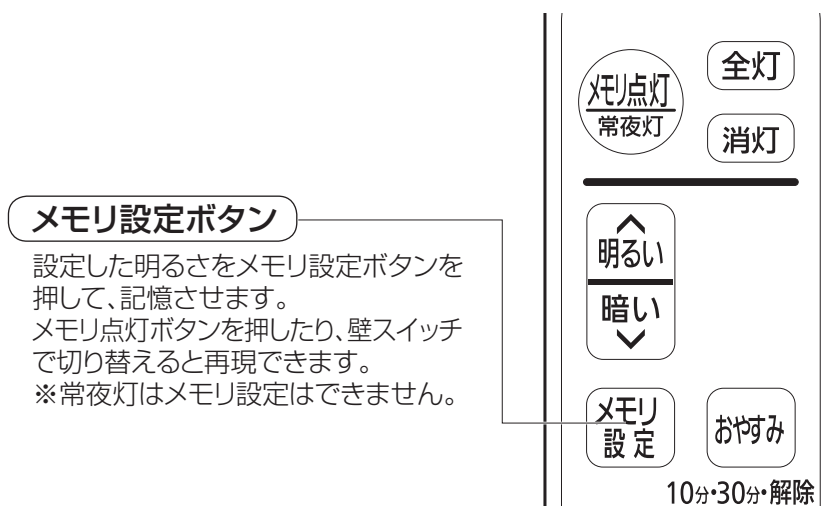 メモリ点灯
常夜灯
全灯
消灯
メモリ設定ボタン
設定した明るさをメモリ設定ボタンを
押して、記憶させます。
メモリ点灯ボタンを押したり、壁スイッチ
で切り替えると再現できます。
※常夜灯はメモリ設定はできません。
明るい
暗い
メモリ
設定
おやすみ
10分・30分・解除